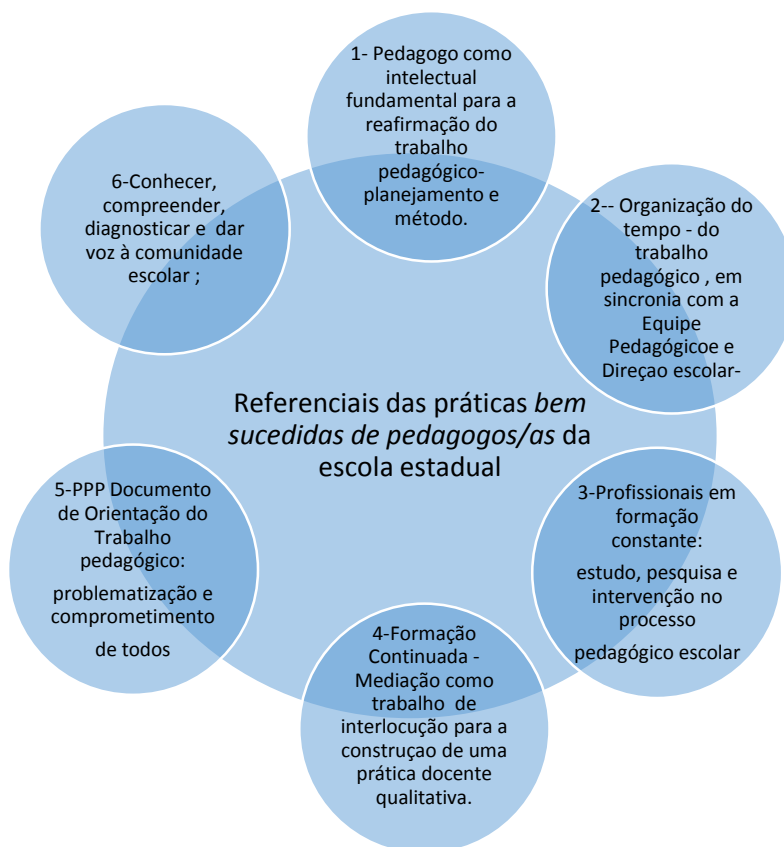 1- Pedagogo como
intelectual
fundamental para a
reafirmação do
trabalho
pedagógico-
planejamento e
método.
2-- Organização do
tempo - do
trabalho
pedagógico , em
sincronia com a
Equipe
Pedagógicoe e
Direçao escolar-
3-Profissionais em
formação
constante:
estudo, pesquisa e
intervenção no
processo
pedagógico escolar
4-Formação
Continuada -
Mediação como
trabalho de
interlocução para a
construçao de uma
prática docente
qualitativa.
5-PPP Documento
de Orientação do
Trabalho
pedagógico:
problematização e
comprometimento
de todos
6-Conhecer,
compreender,
diagnosticar e dar
voz à comunidade
escolar ;
Referenciais das práticas bem
sucedidas de pedagogos/as da
escola estadual